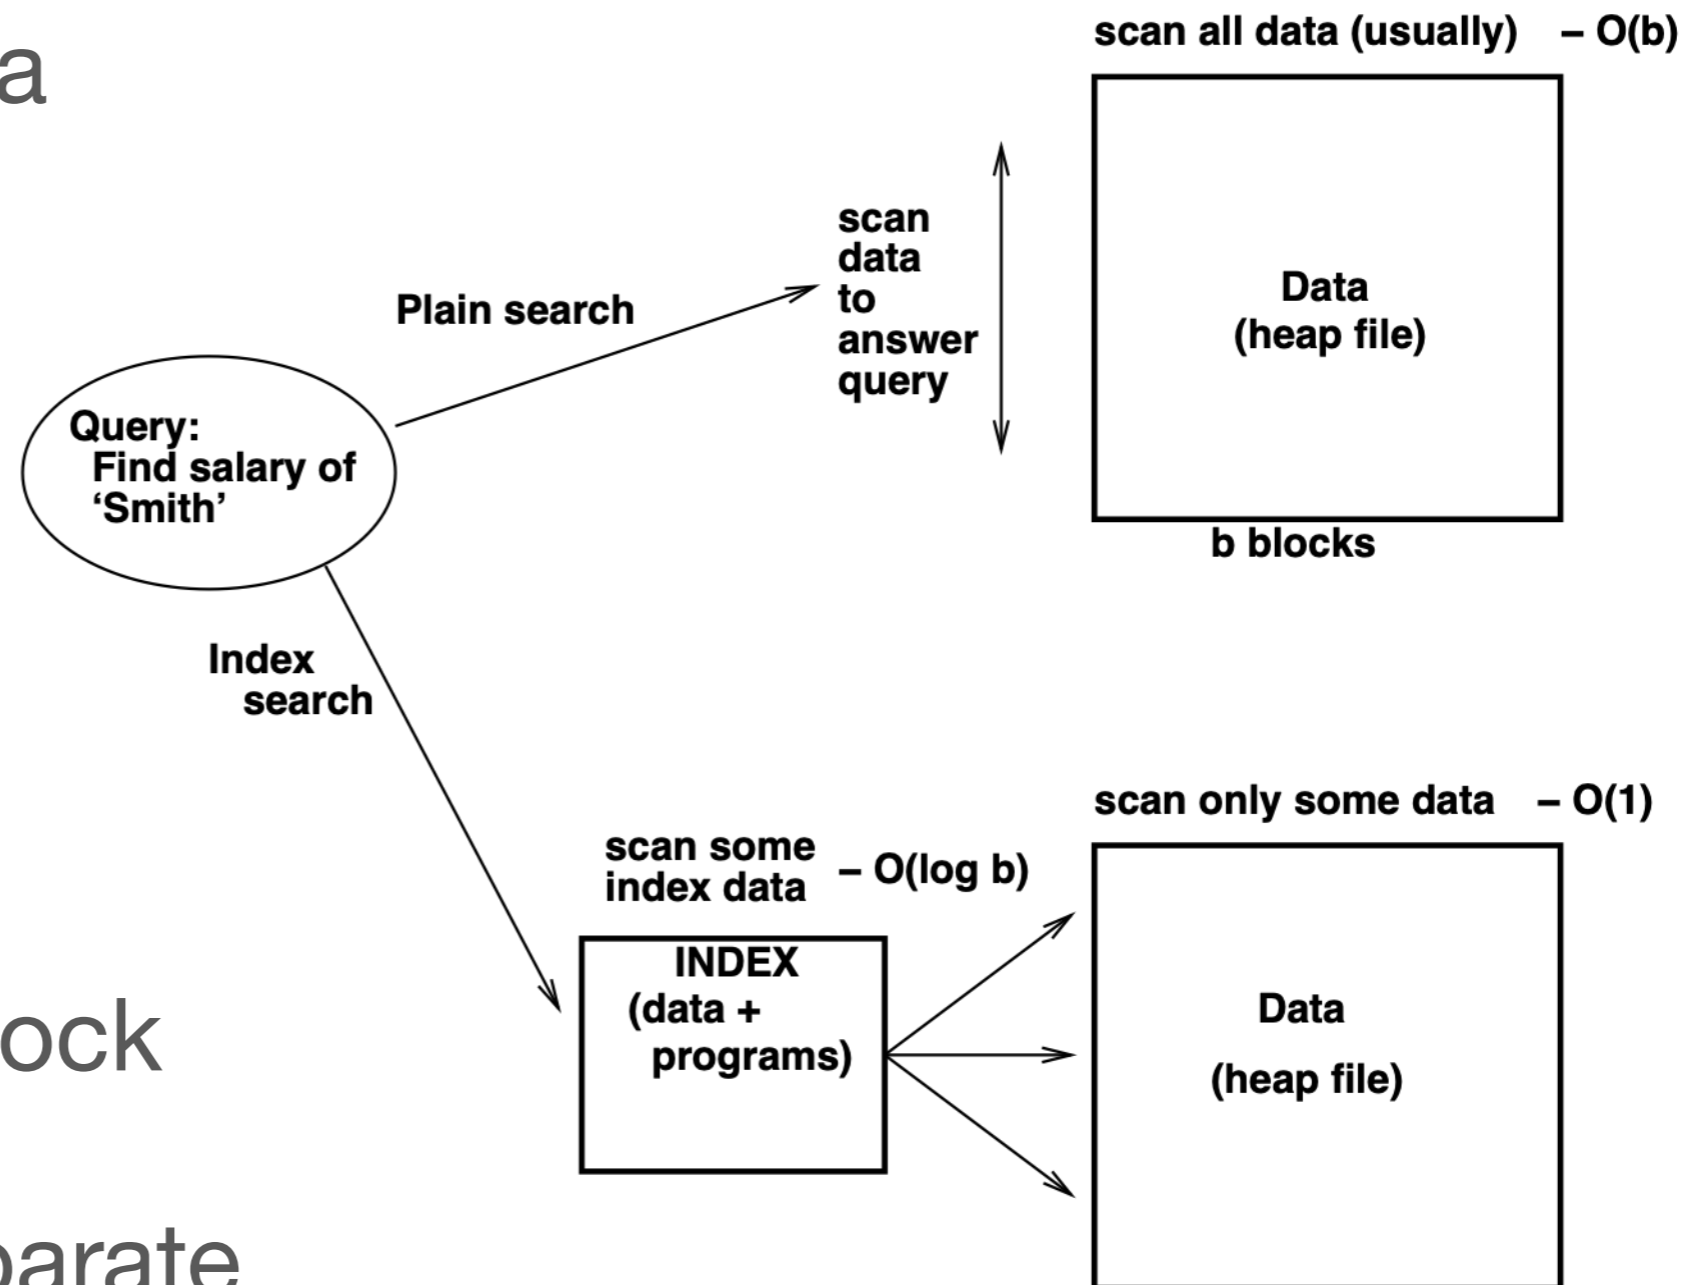 a
scan all data (usually) – O(b)
scan
data
to
answer
query
Data
(heap file)
b blocks
Plain search
Query:
Find salary of
‘Smith’
Index
search
scan some
index data – O(log b)
INDEX
(data +
programs)
scan only some data – O(1)
Data
(heap file)
ock
parate